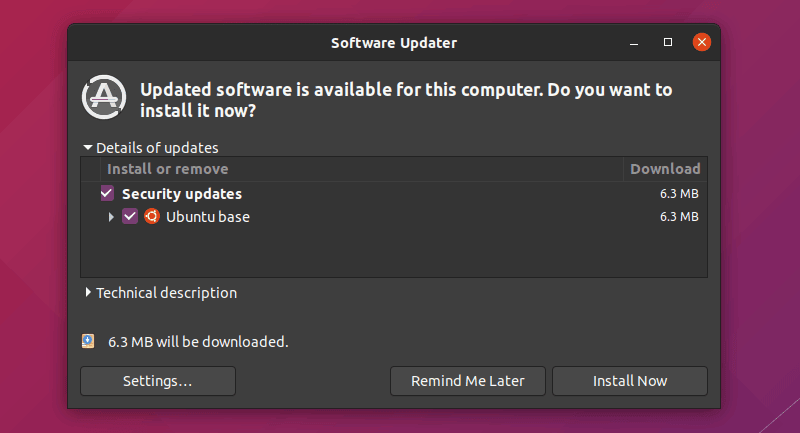 Software Updater
Updated software is available for this computer. Do you want to
install it now?
Details of updates
Install or remove Download
Security updates 6.3 MB
Ubuntu base 6.3 MB
Technical description
6.3 MB will be downloaded.
Settings... Remind Me Later Install Now